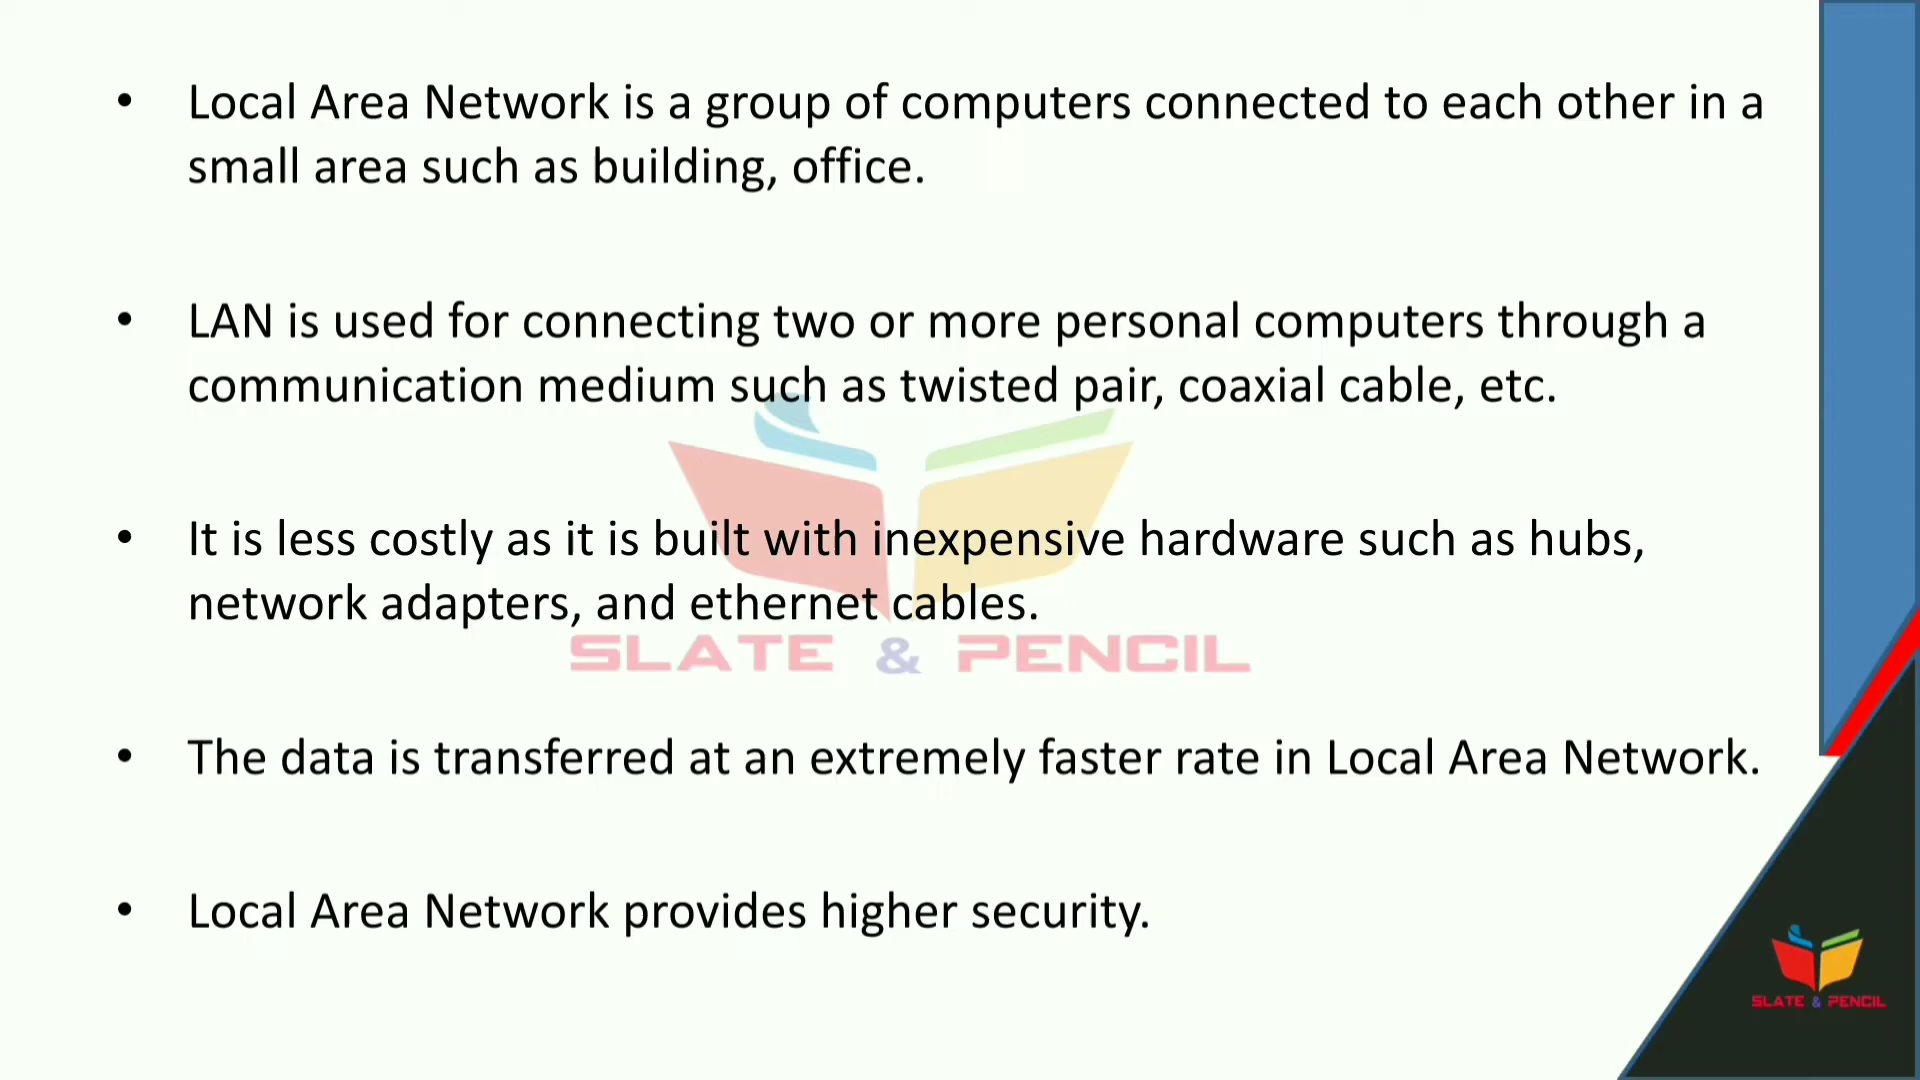 • Local Area Network is a group of computers connected to each other in a
small area such as building, office.
• LAN is used for connecting two or more personal computers through a
communication medium such as twisted pair, coaxial cable, etc.
• It is less costly as it is built with inexpensive hardware such as hubs,
network adapters, and ethernet cables.
SLATE & PENCIL
• The data is transferred at an extremely faster rate in Local Area Network.
• Local Area Network provides higher security.
SLATE & PENCIL